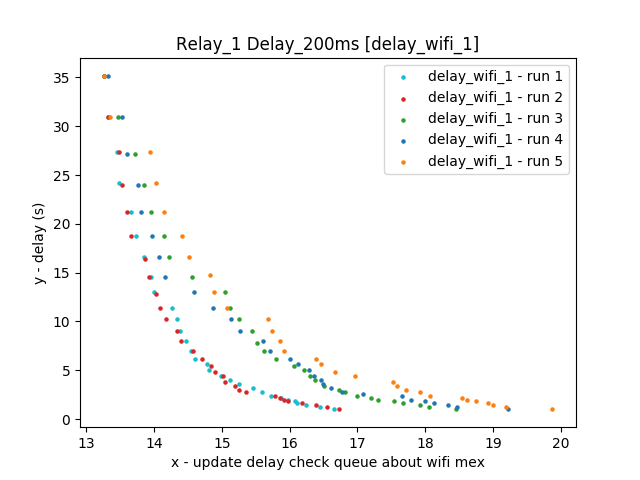 Relay_1 Delay_200ms [delay_wifi_1]
delay_wifi_1 - run 1
delay_wifi_1 - run 2
delay_wifi_1 - run 3
delay_wifi_1 - run 4
delay_wifi_1 - run 5
y - delay (s)
35
30
25
20
15
10
5
0
13 14 15 16 17 18 19 20
x - update delay check queue about wifi mex